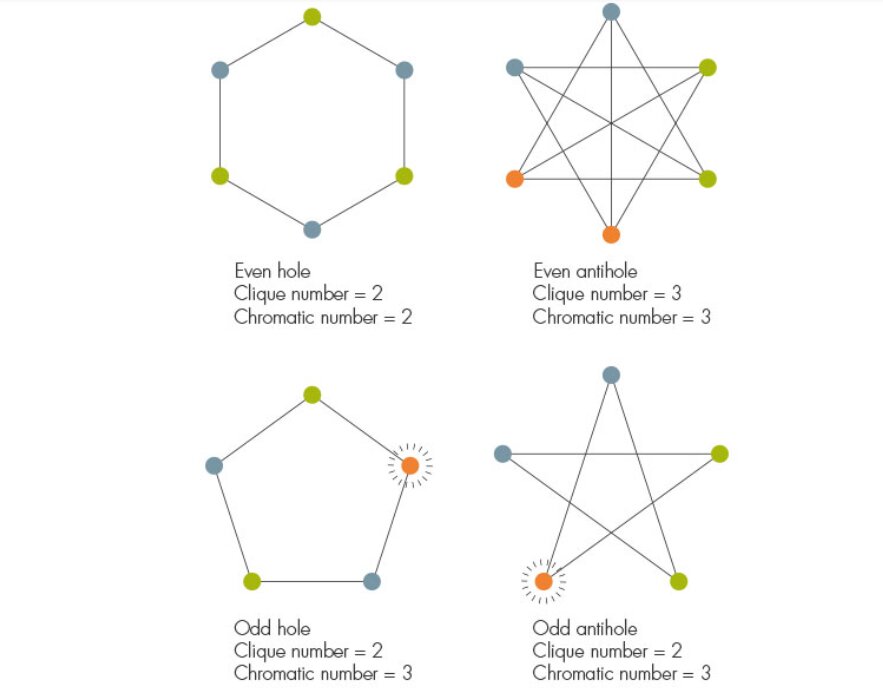 Even hole
Clique number = 2
Chromatic number = 2
Even antihole
Clique number = 3
Chromatic number = 3
Odd hole
Clique number = 2
Chromatic number = 3
Odd antihole
Clique number = 2
Chromatic number = 3